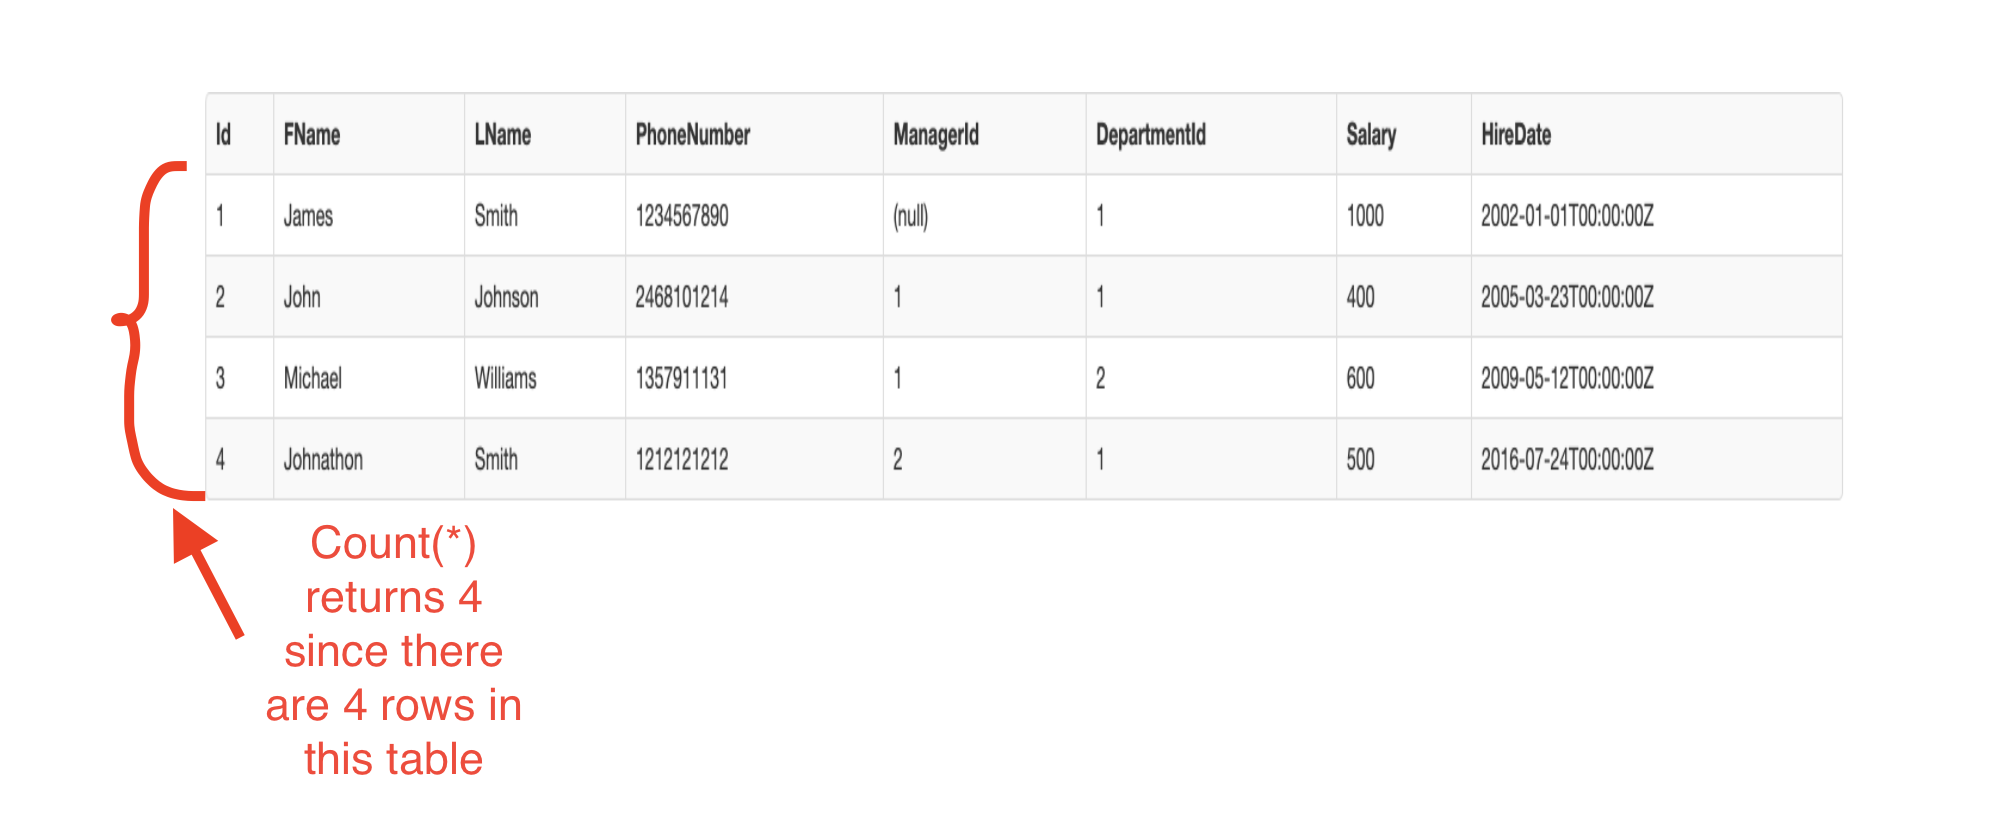 Id FName LName PhoneNumber ManagerId DepartmentId Salary HireDate
1 James Smith 1234567890 (null) 1 1000 2002-01-01T00:00:00Z
2 John Johnson 2468101214 1 1 400 2005-03-23T00:00:00Z
3 Michael Williams 1357911131 1 2 600 2009-05-12T00:00:00Z
4 Johnathon Smith 1212121212 2 1 500 2016-07-24T00:00:00Z
Count(*)
returns 4
since there
are 4 rows in
this table